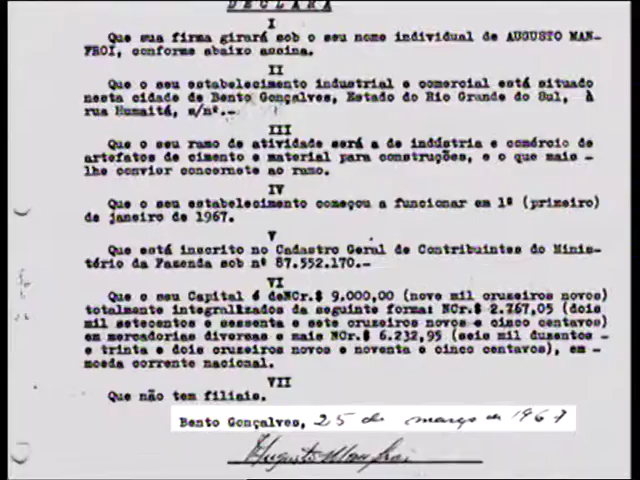 DECLARA
I
Que sua firma girará sob o seu nome individual de AUGUSTO MAN-
FROI, conforme abaixo assina.
II
Que o seu estabelecimento industrial e comercial está situado
nesta cidade de Bento Gonçalves, Estado do Rio Grande do Sul, à
rua Humaitá, s/nº.-
III
Que o seu ramo de atividade será a de indústria e comércio de
artefatos de cimento e material para construções, e o que mais -
lhe convier concernete ao ramo.
IV
Que o seu estabelecimento começou a funcionar em 1º (primeiro)
de janeiro de 1967.
V
Que está inscrito no Cadastro Geral de Contribuintes do Minis-
tério da Fazenda sob nº 87.552.170.-
VI
Que o seu Capital é deNCr.$ 9.000,00 (nove mil cruzeiros novos)
totalmente integralizados da seguinte forma: NCr.$ 2.767,05 (dois
mil setecentos e sessenta e sete cruzeiros novos e cinco centavos)
em mercadorias diversas e mais NCr.$ 6.232,95 (seis mil duzentos -
e trinta e dois cruzeiros novos e noventa e cinco centavos), em -
moeda corrente nacional.
VII
Que não tem filiais.
Bento Gonçalves, 25 de março de 1967
Augusto Manfroi